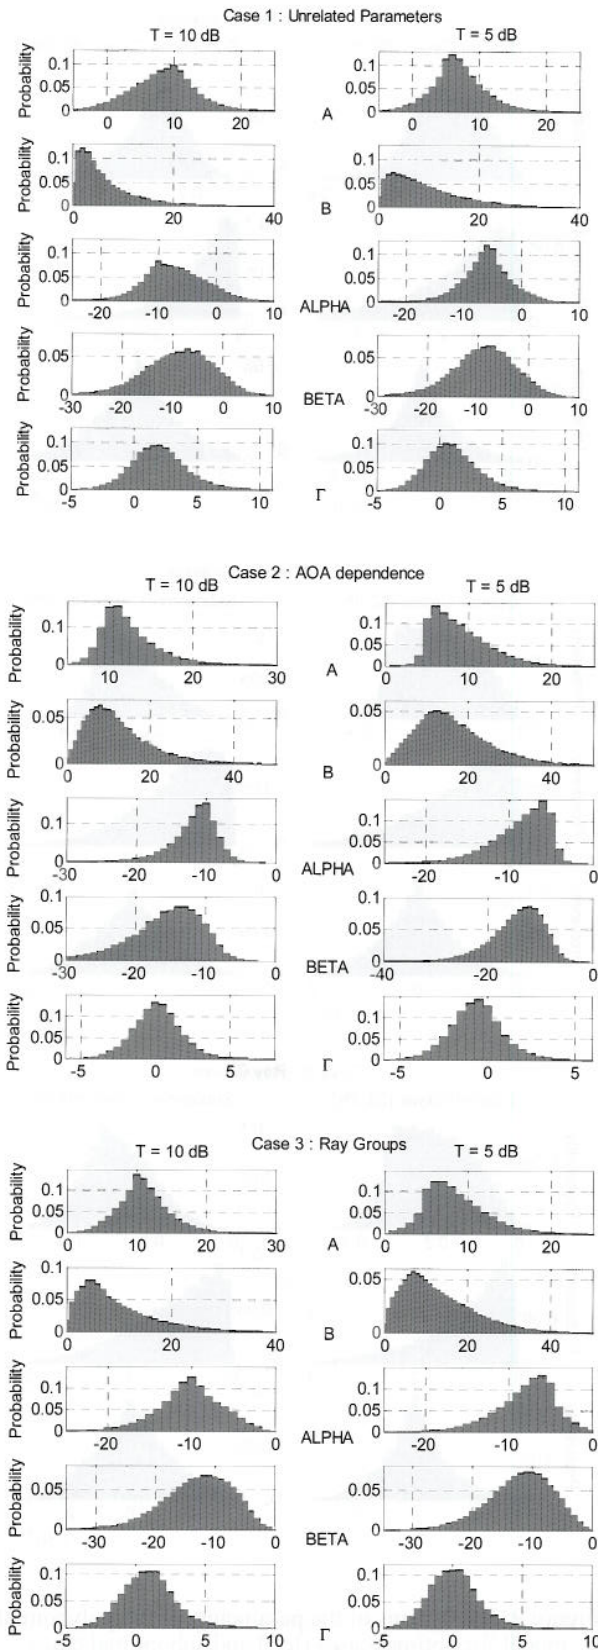 Case 1 : Unrelated Parameters
T = 10 dB T = 5 dB
Probability 0.1 0.05 0 0 10 20 A 0.1 0.05 0 0 10 20
Probability 0.1 0.05 0 0 20 40 B 0.1 0.05 0 0 20 40
Probability 0.1 0.05 0 -20 -10 0 10 ALPHA 0.1 0.05 0 -20 -10 0 10
Probability 0.05 0 -30 -20 -10 0 10 BETA 0.05 0 -30 -20 -10 0 10
Probability 0.1 0.05 0 -5 0 5 10 Γ 0.1 0.05 0 -5 0 5 10
Case 2 : AOA dependence
T = 10 dB T = 5 dB
Probability 0.1 0 10 20 30 A 0.1 0.05 0 0 10 20
Probability 0.05 0 0 20 40 B 0.05 0 0 20 40
Probability 0.1 0 -30 -20 -10 0 ALPHA 0.1 0.05 0 -20 -10 0
Probability 0.1 0.05 0 -30 -20 -10 0 BETA 0.1 0.05 0 -40 -20 0
Probability 0.1 0.05 0 -5 0 5 Γ 0.1 0.05 0 -5 0 5
Case 3 : Ray Groups
T = 10 dB T = 5 dB
Probability 0.1 0.05 0 0 10 20 30 A 0.1 0.05 0 0 10 20
Probability 0.1 0.05 0 0 20 40 B 0.05 0 0 20 40
Probability 0.1 0.05 0 -20 -10 0 ALPHA 0.1 0.05 0 -20 -10 0
Probability 0.05 0 -30 -20 -10 0 BETA 0.05 0 -30 -20 -10 0
Probability 0.1 0.05 0 -5 0 5 10 Γ 0.1 0.05 0 -5 0 5 10